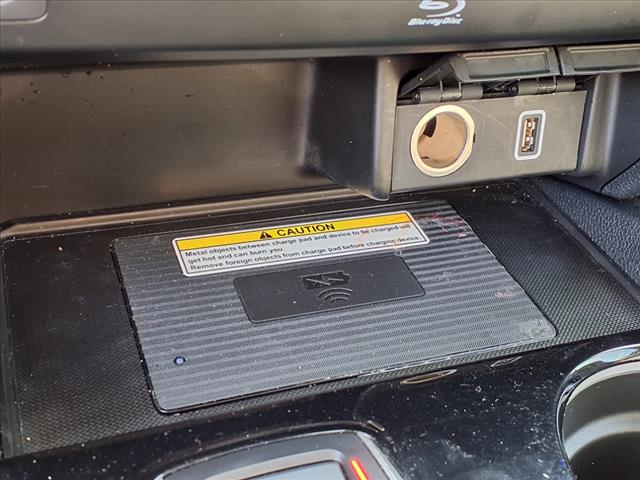 Blu-ray Disc
CAUTION
Metal objects between charge pad and device to be charged will
get hot and can burn you
Remove foreign objects from charge pad before charging device.